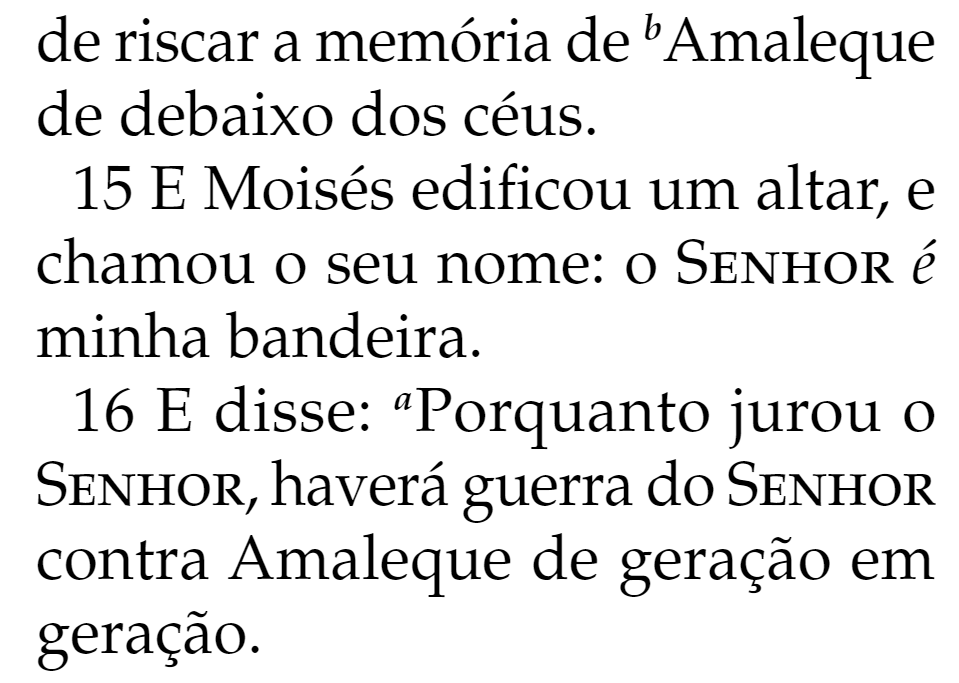 de riscar a memória de ᵇAmaleque
de debaixo dos céus.
15 E Moisés edificou um altar, e
chamou o seu nome: o SENHOR é
minha bandeira.
16 E disse: ᵃPorquanto jurou o
SENHOR, haverá guerra do SENHOR
contra Amaleque de geração em
geração.